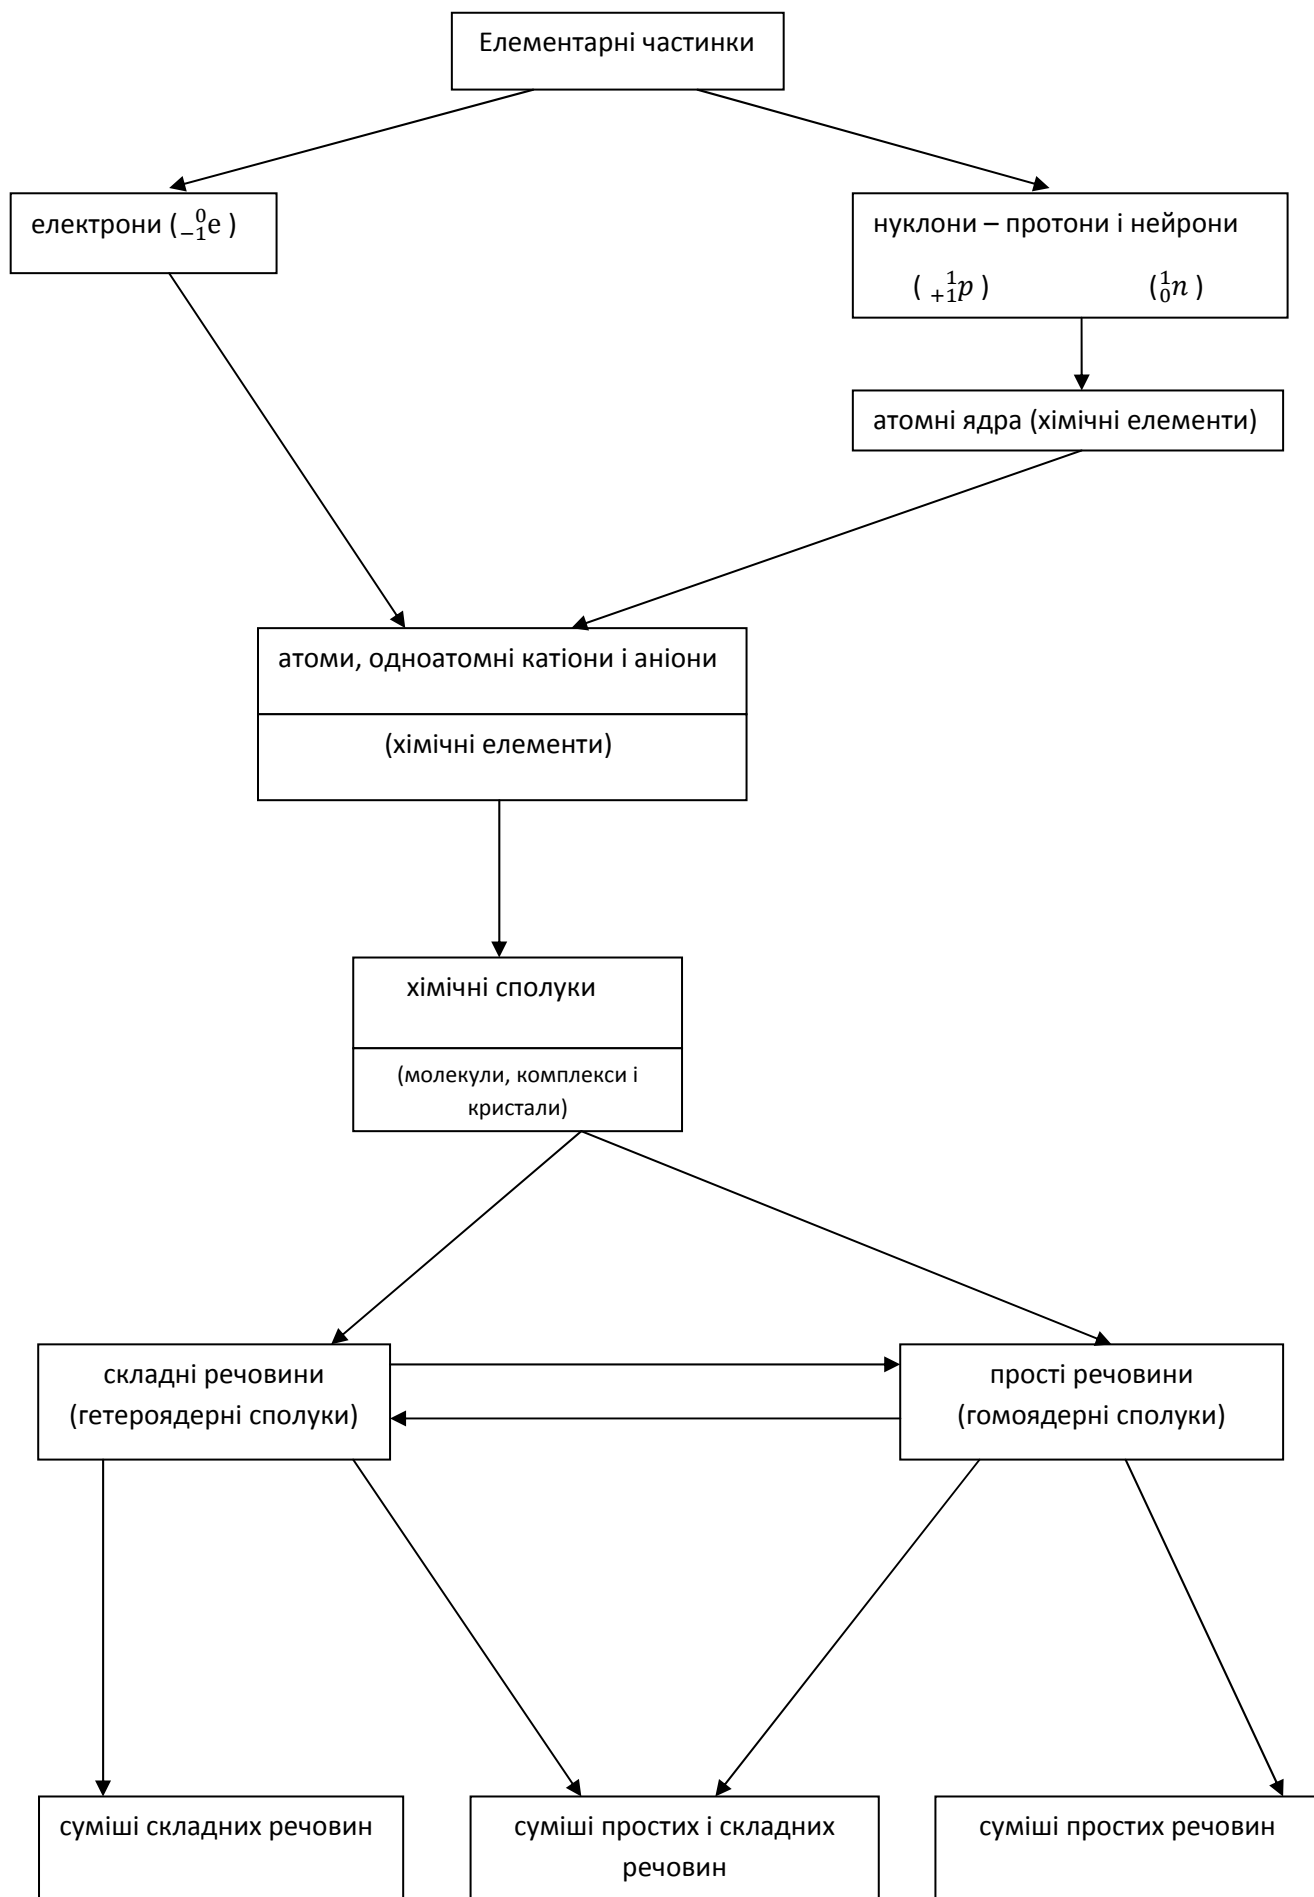 Елементарні частинки
електрони (₋₁⁰e )
нуклони – протони і нейрони
( ₊₁¹p ) (₀¹n )
атомні ядра (хімічні елементи)
атоми, одноатомні катіони і аніони
(хімічні елементи)
хімічні сполуки
(молекули, комплекси і
кристали)
складні речовини
(гетероядерні сполуки)
прості речовини
(гомоядерні сполуки)
суміші складних речовин
суміші простих і складних
речовин
суміші простих речовин